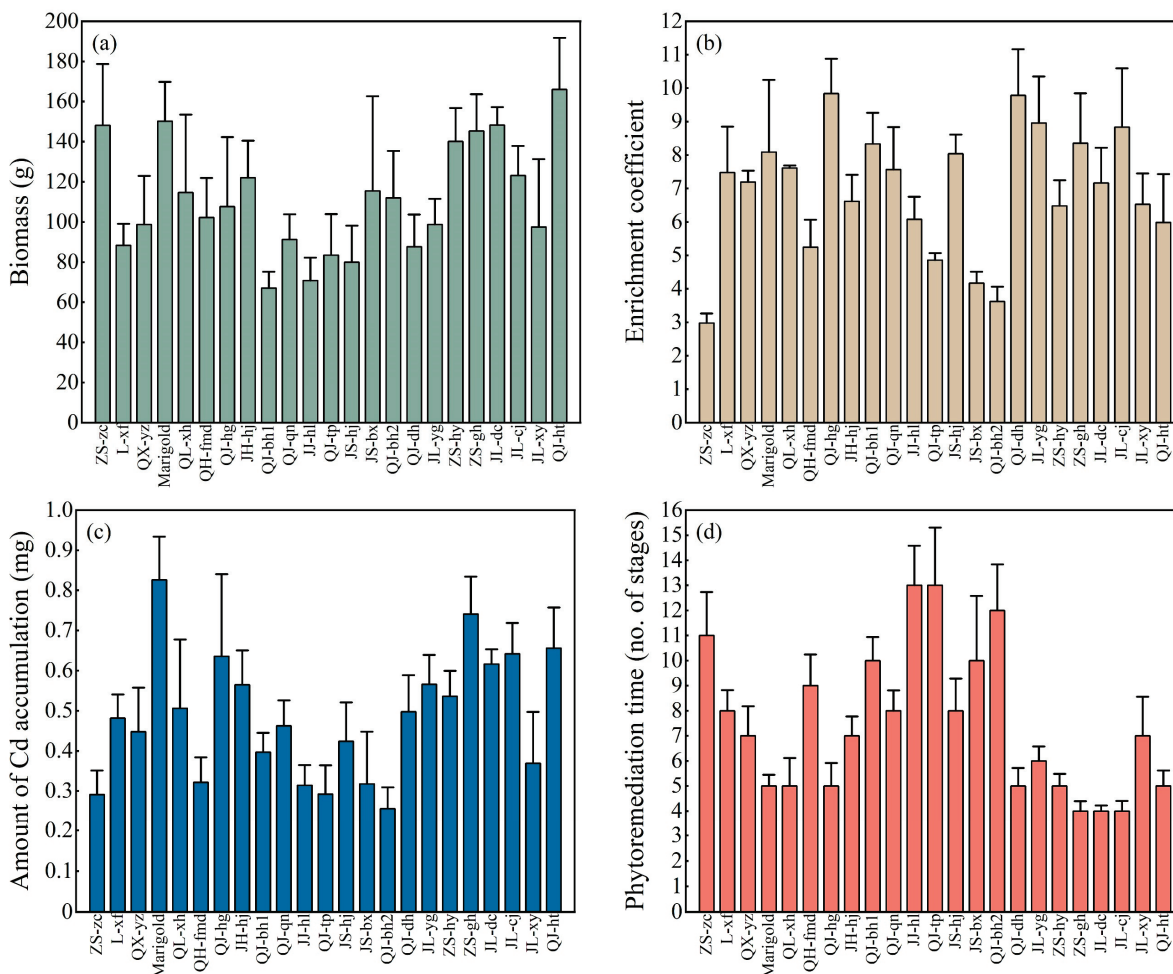 (a)
Biomass (g)
200
180
160
140
120
100
80
60
40
20
0
ZS-zc
L-xf
QX-yz
Marigold
QL-xh
QH-fmd
QJ-hg
JH-hj
QJ-bh1
QJ-qn
JJ-hl
QJ-tp
JS-hj
JS-bx
QJ-bh2
QJ-dh
JL-yg
ZS-hy
ZS-gh
JL-dc
JL-cj
JL-xy
QJ-ht
(b)
Enrichment coefficient
12
11
10
9
8
7
6
5
4
3
2
1
0
ZS-zc
L-xf
QX-yz
Marigold
QL-xh
QH-fmd
QJ-hg
JH-hj
QJ-bh1
QJ-qn
JJ-hl
QJ-tp
JS-hj
JS-bx
QJ-bh2
QJ-dh
JL-yg
ZS-hy
ZS-gh
JL-dc
JL-cj
JL-xy
QJ-ht
(c)
Amount of Cd accumulation (mg)
1.0
0.9
0.8
0.7
0.6
0.5
0.4
0.3
0.2
0.1
0
ZS-zc
L-xf
QX-yz
Marigold
QL-xh
QH-fmd
QJ-hg
JH-hj
QJ-bh1
QJ-qn
JJ-hl
QJ-tp
JS-hj
JS-bx
QJ-bh2
QJ-dh
JL-yg
ZS-hy
ZS-gh
JL-dc
JL-cj
JL-xy
QJ-ht
(d)
Phytoremediation time (no. of stages)
16
15
14
13
12
11
10
9
8
7
6
5
4
3
2
1
0
ZS-zc
L-xf
QX-yz
Marigold
QL-xh
QH-fmd
QJ-hg
JH-hj
QJ-bh1
QJ-qn
JJ-hl
QJ-tp
JS-hj
JS-bx
QJ-bh2
QJ-dh
JL-yg
ZS-hy
ZS-gh
JL-dc
JL-cj
JL-xy
QJ-ht